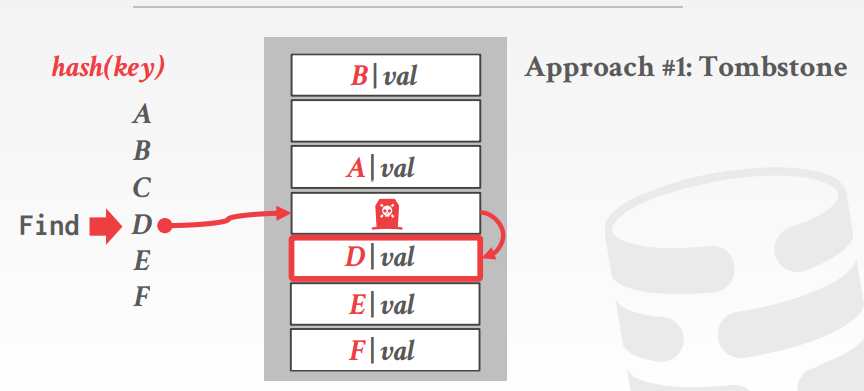 hash(key)
Approach #1: Tombstone
A
B
C
Find D
E
F
B|val
A|val
D|val
E|val
F|val